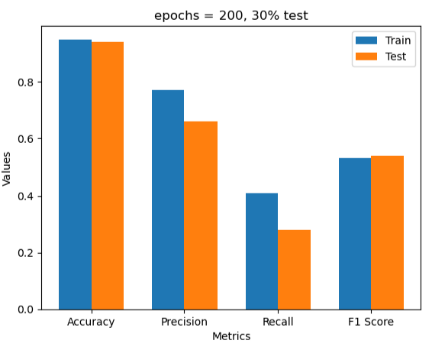 epochs = 200, 30% test
Train
Test
Values
0.8
0.6
0.4
0.2
0.0
Accuracy Precision Recall F1 Score
Metrics